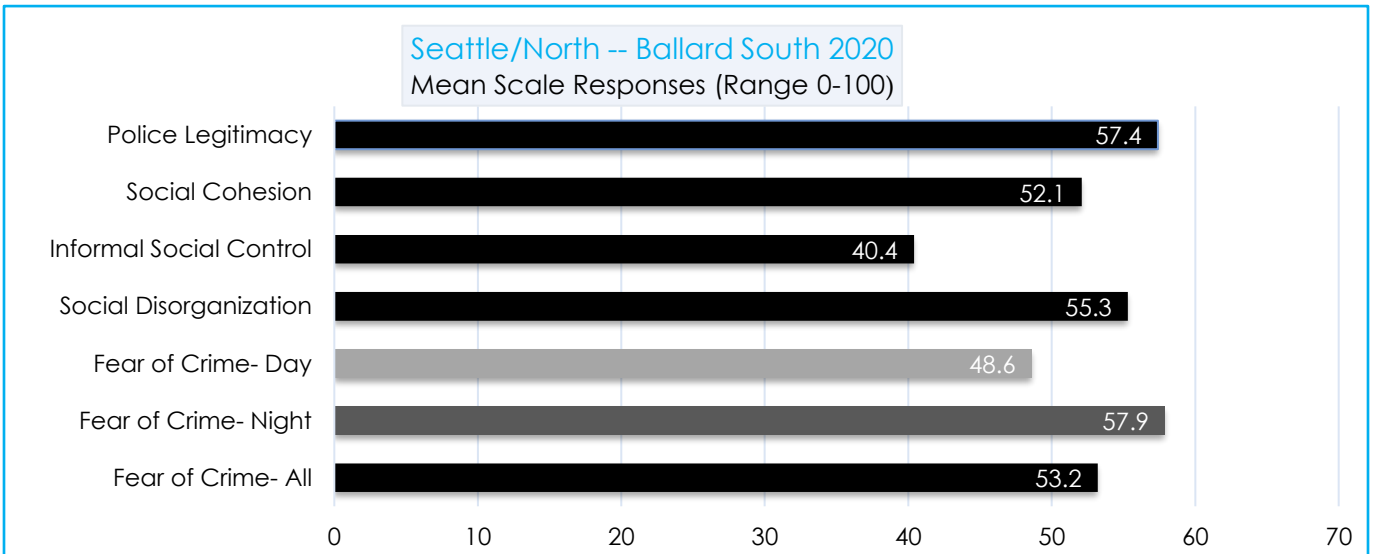 Seattle/North -- Ballard South 2020
Mean Scale Responses (Range 0-100)
Police Legitimacy 57.4
Social Cohesion 52.1
Informal Social Control 40.4
Social Disorganization 55.3
Fear of Crime- Day 48.6
Fear of Crime- Night 57.9
Fear of Crime- All 53.2
0 10 20 30 40 50 60 70